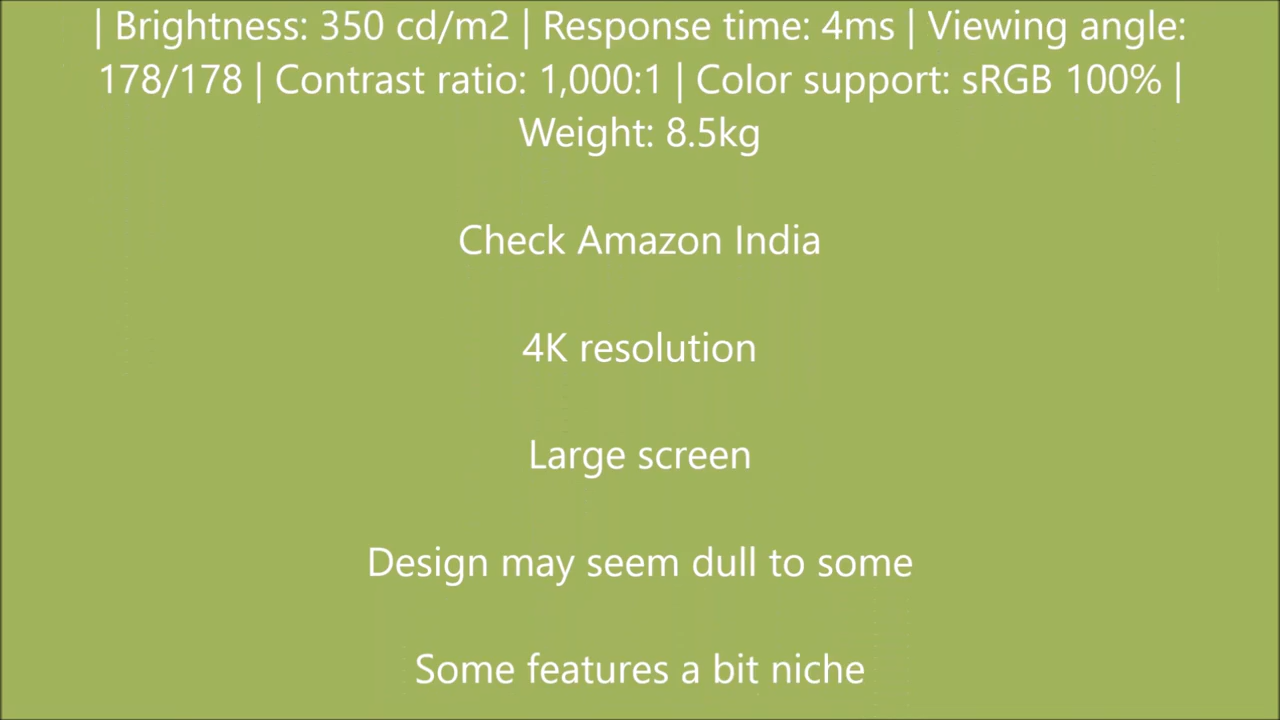 | Brightness: 350 cd/m2 | Response time: 4ms | Viewing angle:
178/178 | Contrast ratio: 1,000:1 | Color support: sRGB 100% |
Weight: 8.5kg
Check Amazon India
4K resolution
Large screen
Design may seem dull to some
Some features a bit niche